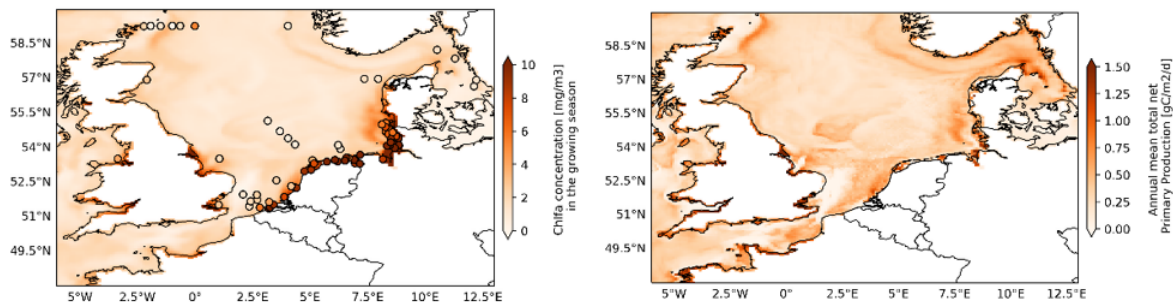 58.5°N
57°N
55.5°N
54°N
52.5°N
51°N
49.5°N
5°W 2.5°W 0° 2.5°E 5°E 7.5°E 10°E 12.5°E
10
8
6
4
2
0
Chlfa concentration [mg/m3]
in the growing season
58.5°N
57°N
55.5°N
54°N
52.5°N
51°N
49.5°N
5°W 2.5°W 0° 2.5°E 5°E 7.5°E 10°E 12.5°E
1.50
1.25
1.00
0.75
0.50
0.25
0.00
Annual mean total net
Primary Production [gC/m2/d]